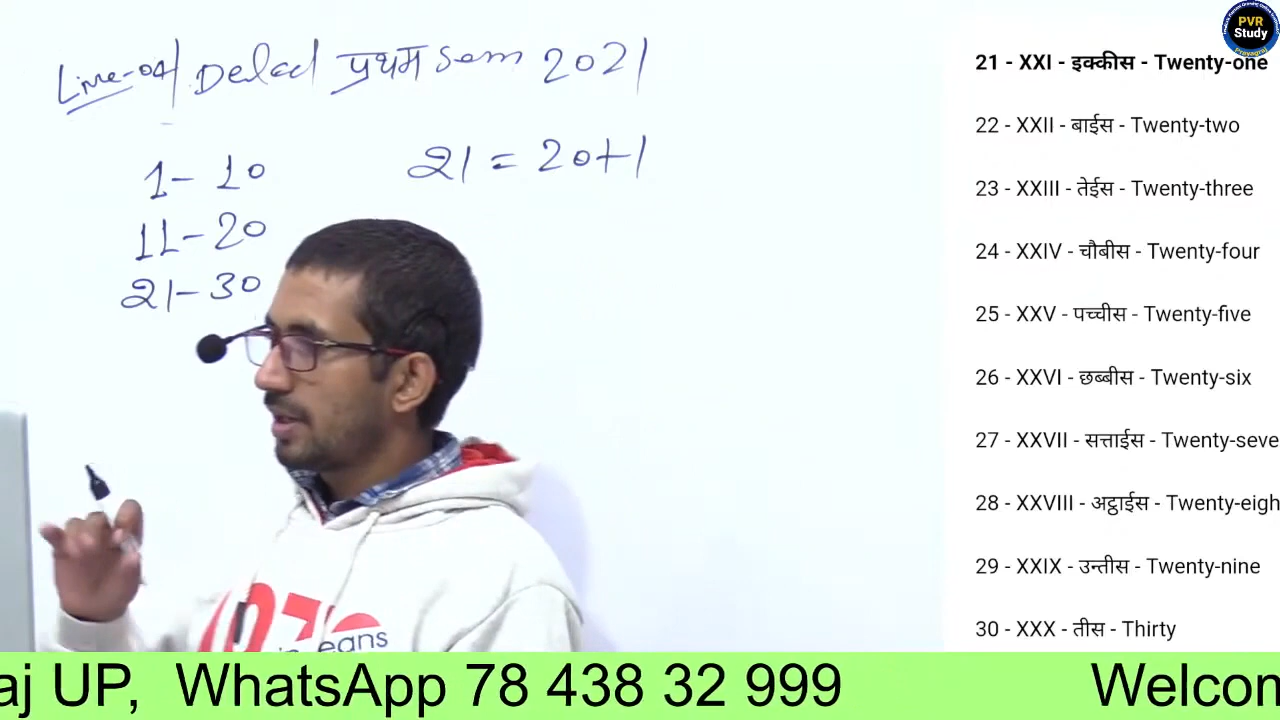 Live-04 Deled प्रथम Sem 2021
1- 10
11-20
21-30
21 = 20+1
PVR
Study
Prayagraj
21 - XXI - इक्कीस - Twenty-one
22 - XXII - बाईस - Twenty-two
23 - XXIII - तेईस - Twenty-three
24 - XXIV - चौबीस - Twenty-four
25 - XXV - पच्चीस - Twenty-five
26 - XXVI - छब्बीस - Twenty-six
27 - XXVII - सत्ताईस - Twenty-seve
28 - XXVIII - अट्ठाईस - Twenty-eigh
29 - XXIX - उन्तीस - Twenty-nine
30 - XXX - तीस - Thirty
eans
aj UP, WhatsApp 78 438 32 999 Welcom